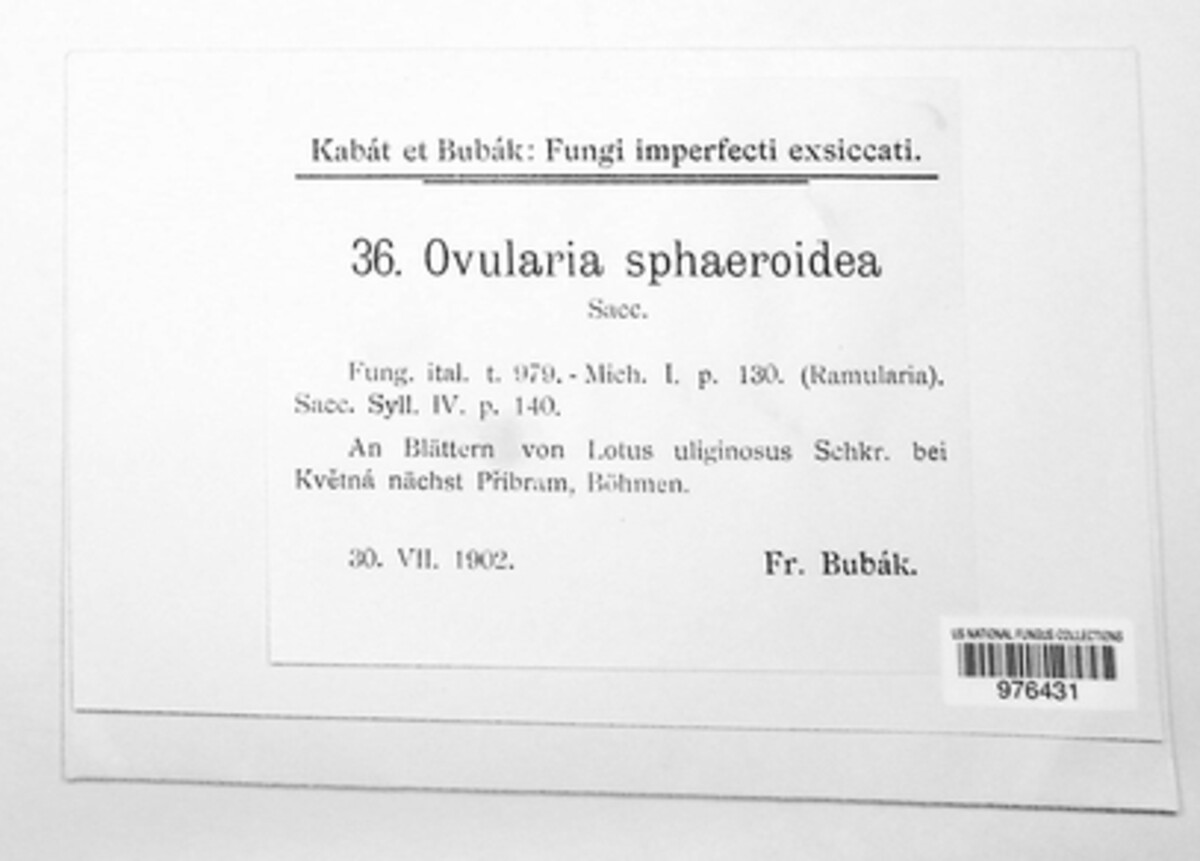 Kabát et Bubák: Fungi imperfecti exsiccati.
36. Ovularia sphaeroidea
Sacc.
Fung. ital. t. 979. - Mich. I. p. 130. (Ramularia).
Sacc. Syll. IV. p. 140.
An Blättern von Lotus uliginosus Schkr. bei
Květná nächst Příbram, Böhmen.
30. VII. 1902.
Fr. Bubák.
US NATIONAL FUNGUS COLLECTIONS
976431